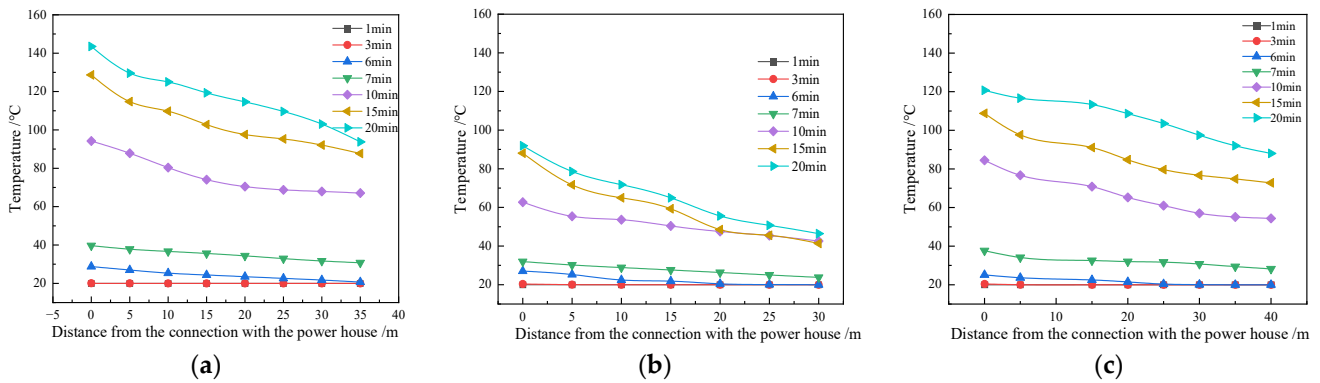 160
140
120
100
80
60
40
20
Temperature /°C
1min
3min
6min
7min
10min
15min
20min
−5 0 5 10 15 20 25 30 35 40
Distance from the connection with the power house /m
(a)
160
140
120
100
80
60
40
20
Temperature /°C
1min
3min
6min
7min
10min
15min
20min
0 5 10 15 20 25 30
Distance from the connection with the power house /m
(b)
160
140
120
100
80
60
40
20
Temperature /°C
1min
3min
6min
7min
10min
15min
20min
0 10 20 30 40
Distance from the connection with the power house /m
(c)